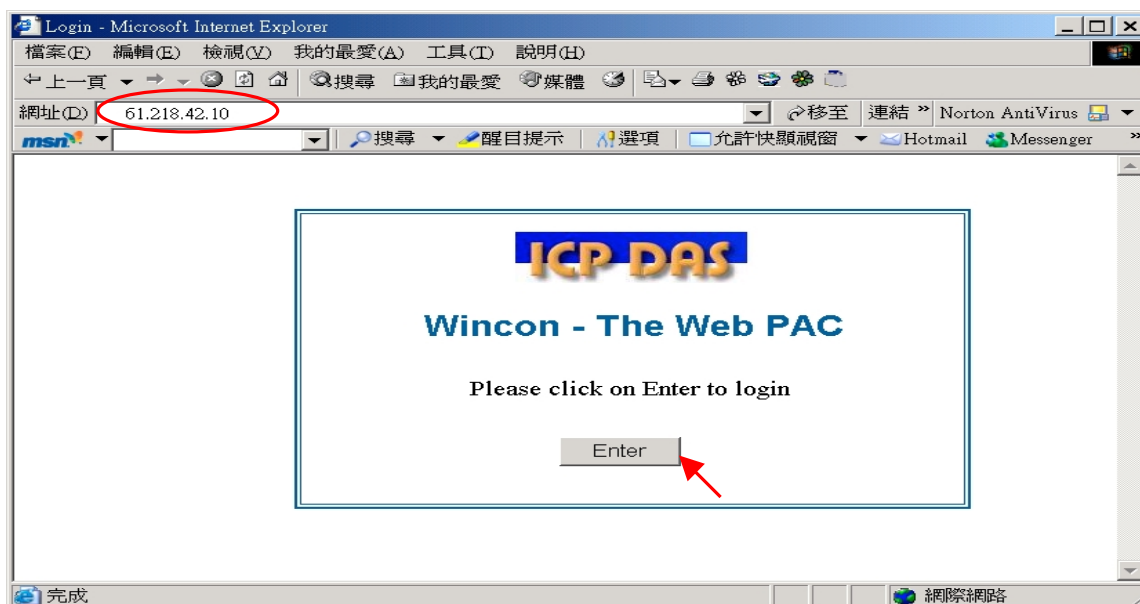 Login - Microsoft Internet Explorer
檔案(F) 編輯(E) 檢視(V) 我的最愛(A) 工具(T) 說明(H)
上一頁 搜尋 我的最愛 媒體
網址(D) 61.218.42.10 移至 連結 » Norton AntiVirus
msn 搜尋 醒目提示 選項 允許快顯視窗 Hotmail Messenger »
ICP DAS
Wincon - The Web PAC
Please click on Enter to login
Enter
完成 網際網路